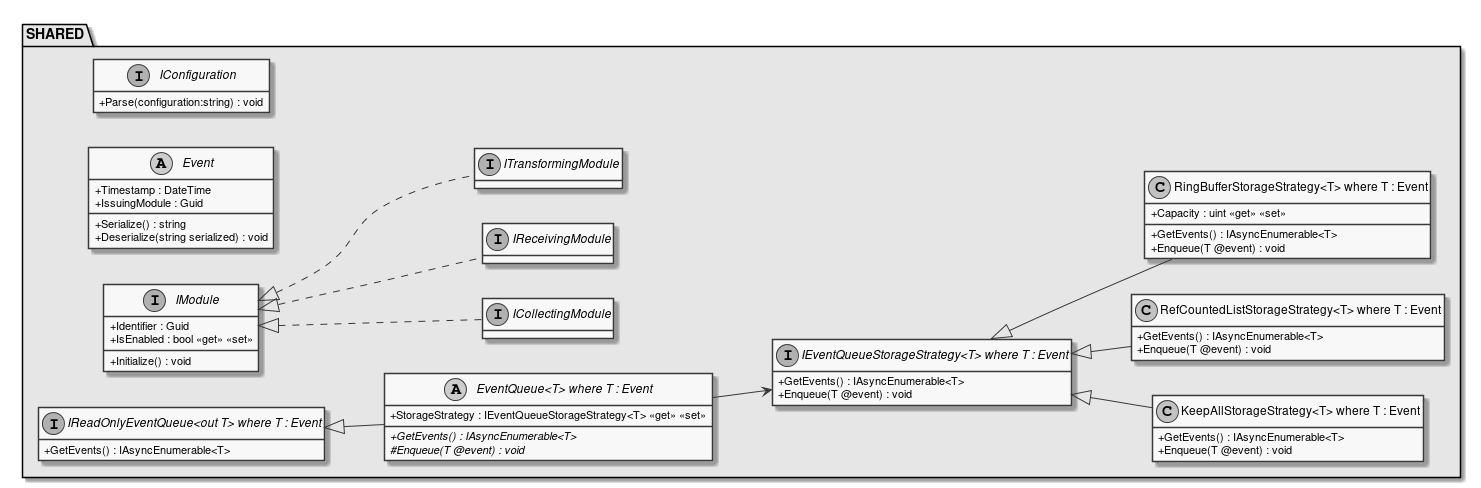 SHARED
I IConfiguration
+Parse(configuration:string) : void
A Event
+Timestamp : DateTime
+IssuingModule : Guid
+Serialize() : string
+Deserialize(string serialized) : void
I IModule
+Identifier : Guid
+IsEnabled : bool «get» «set»
+Initialize() : void
I IReadOnlyEventQueue<out T> where T : Event
+GetEvents() : IAsyncEnumerable<T>
I ITransformingModule
I IReceivingModule
I ICollectingModule
A EventQueue<T> where T : Event
+StorageStrategy : IEventQueueStorageStrategy<T> «get» «set»
+GetEvents() : IAsyncEnumerable<T>
#Enqueue(T @event) : void
I IEventQueueStorageStrategy<T> where T : Event
+GetEvents() : IAsyncEnumerable<T>
+Enqueue(T @event) : void
C RingBufferStorageStrategy<T> where T : Event
+Capacity : uint «get» «set»
+GetEvents() : IAsyncEnumerable<T>
+Enqueue(T @event) : void
C RefCountedListStorageStrategy<T> where T : Event
+GetEvents() : IAsyncEnumerable<T>
+Enqueue(T @event) : void
C KeepAllStorageStrategy<T> where T : Event
+GetEvents() : IAsyncEnumerable<T>
+Enqueue(T @event) : void